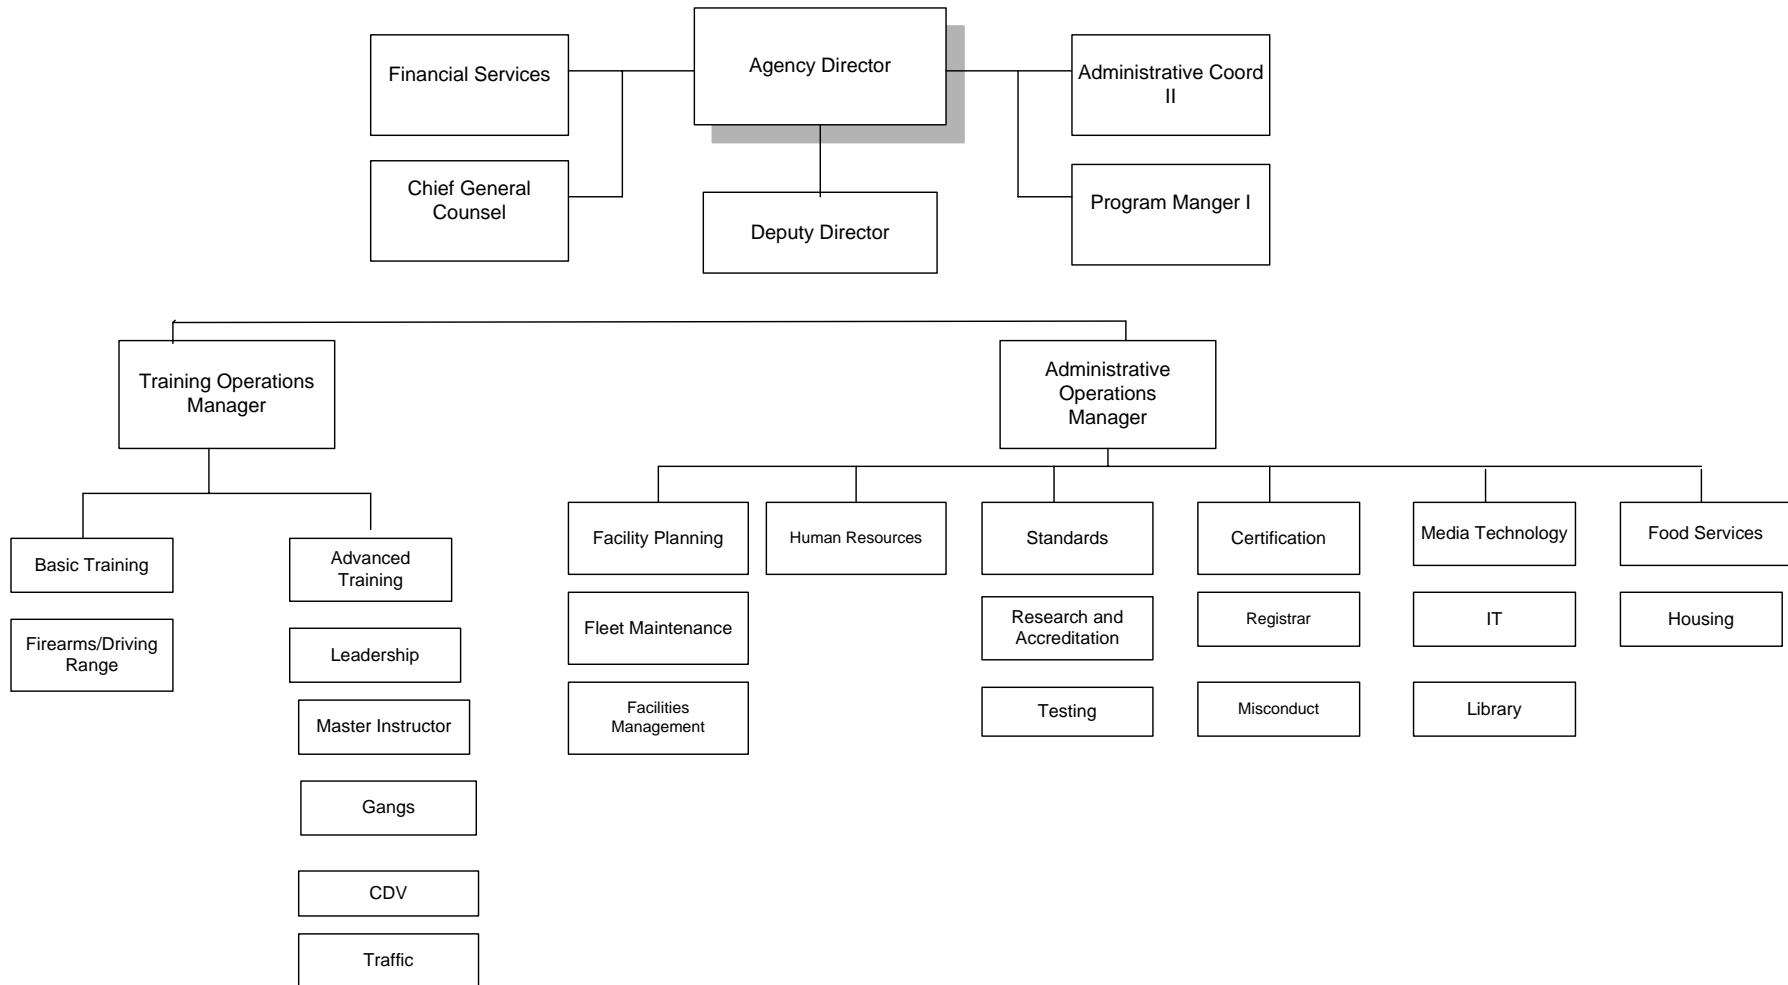 Financial Services
Agency Director
Administrative Coord
II
Chief General
Counsel
Deputy Director
Program Manger I
Training Operations
Manager
Administrative
Operations
Manager
Basic Training
Advanced
Training
Facility Planning
Human Resources
Standards
Certification
Media Technology
Food Services
Firearms/Driving
Range
Leadership
Fleet Maintenance
Research and
Accreditation
Registrar
IT
Housing
Master Instructor
Facilities
Management
Testing
Misconduct
Library
Gangs
CDV
Traffic